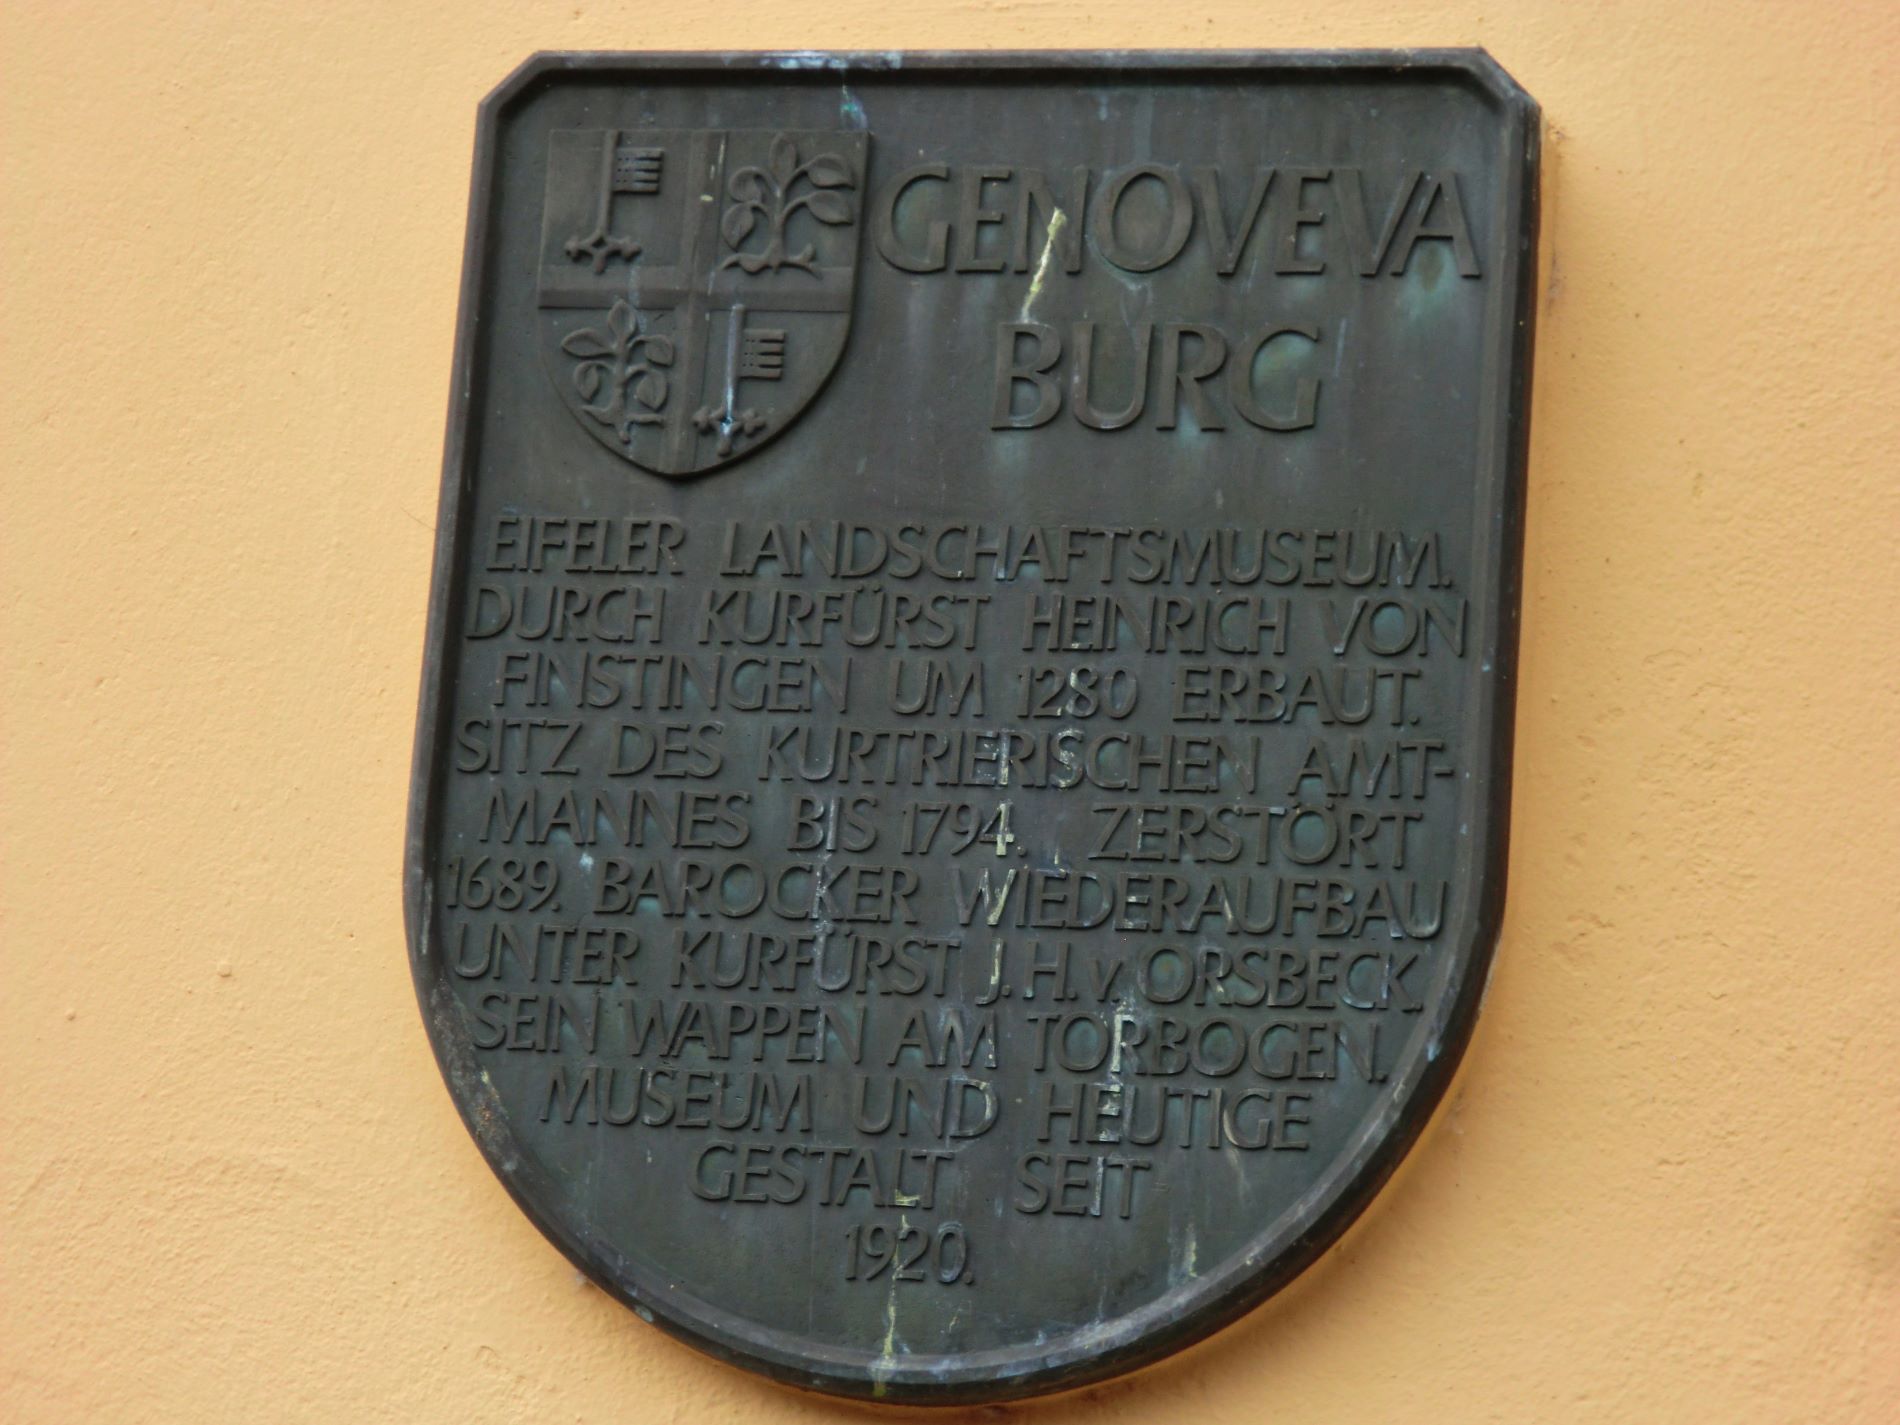 GENOVEVA
BURG
EIFELER LANDSCHAFTSMUSEUM.
DURCH KURFÜRST HEINRICH VON
FINSTINGEN UM 1280 ERBAUT.
SITZ DES KURTRIERISCHEN AMT-
MANNES BIS 1794. ZERSTÖRT
1689. BAROCKER WIEDERAUFBAU
UNTER KURFÜRST J. H. v. ORSBECK.
SEIN WAPPEN AM TORBOGEN.
MUSEUM UND HEUTIGE
GESTALT SEIT
1920.